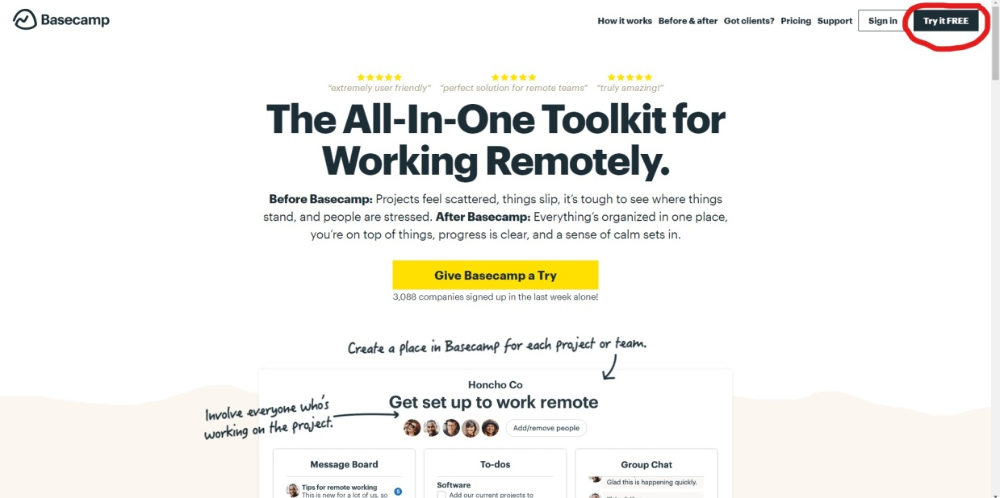 Basecamp
How it works Before & after Got clients? Pricing Support Sign in Try it FREE
“extremely user friendly” “perfect solution for remote teams” “truly amazing!”
The All-In-One Toolkit for
Working Remotely.
Before Basecamp: Projects feel scattered, things slip, it’s tough to see where things
stand, and people are stressed. After Basecamp: Everything’s organized in one place,
you’re on top of things, progress is clear, and a sense of calm sets in.
Give Basecamp a Try
3,088 companies signed up in the last week alone!
Create a place in Basecamp for each project or team.
Honcho Co
Get set up to work remote
Involve everyone who’s
working on the project.
Add/remove people
Message Board
Tips for remote working
This is new for a lot of us, so
5
To-dos
Software
Add our current projects to
Group Chat
Glad this is happening quickly.